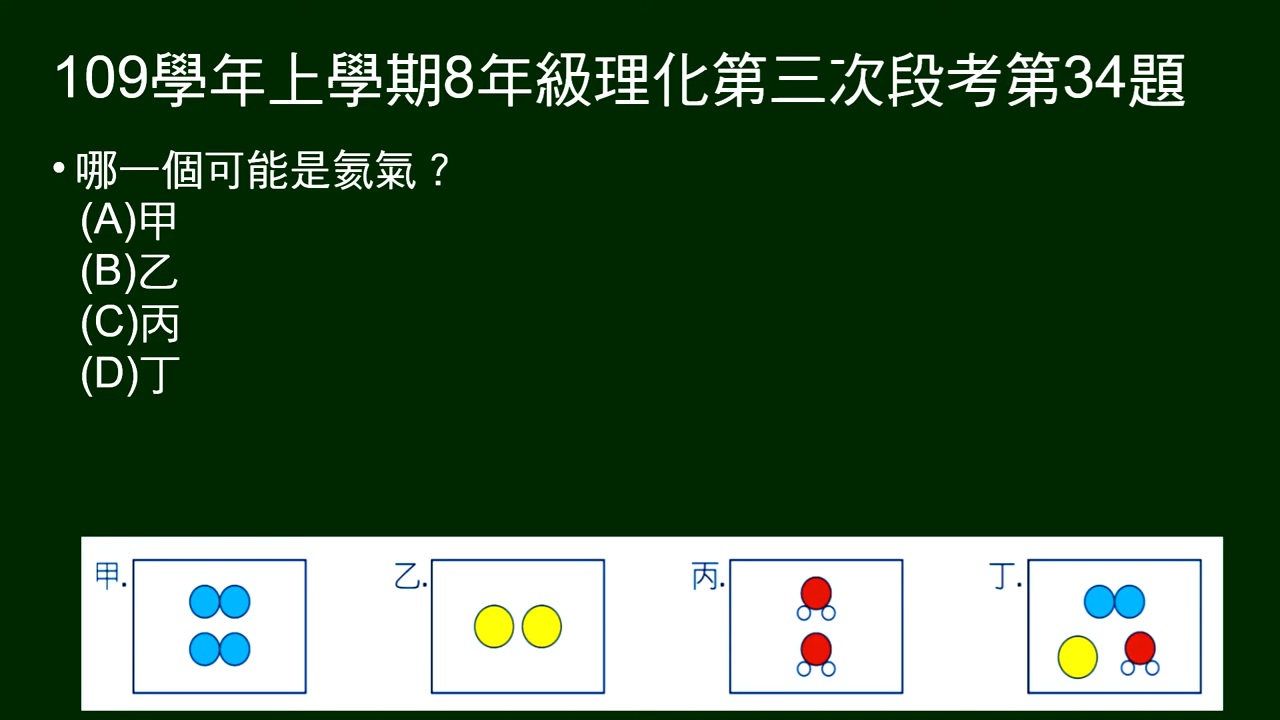 109學年上學期8年級理化第三次段考第34題
•哪一個可能是氦氣？
(A)甲
(B)乙
(C)丙
(D)丁
甲. 乙. 丙. 丁.